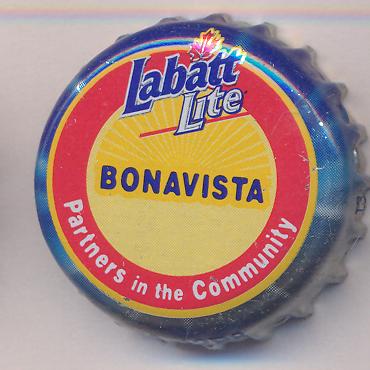 Labatt
Lite
BONAVISTA
Partners in the Community